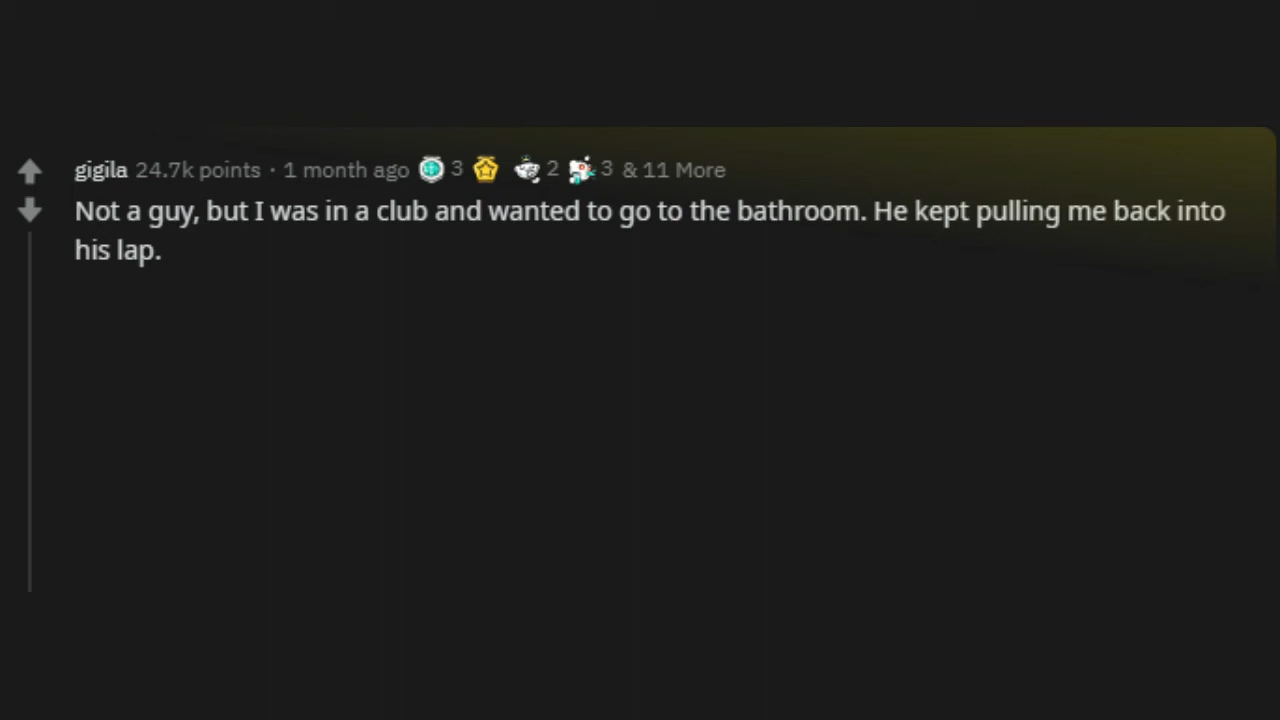 gigila 24.7k points · 1 month ago 3 2 3 & 11 More
Not a guy, but I was in a club and wanted to go to the bathroom. He kept pulling me back into
his lap.